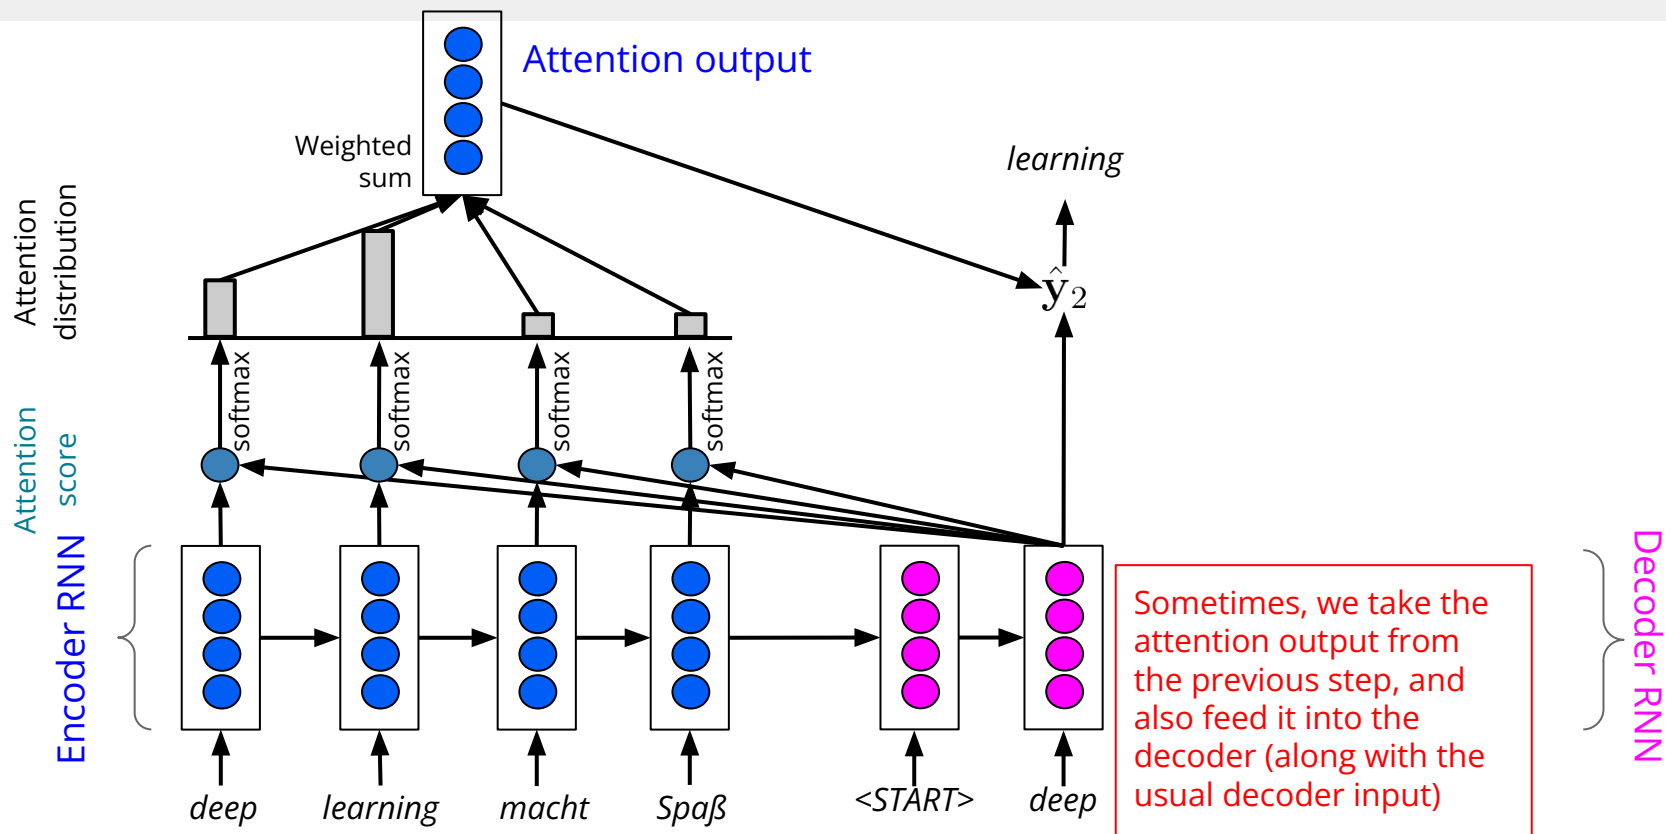 Attention output
Weighted
sum
learning
Attention
distribution
ŷ2
softmax
softmax
softmax
softmax
Attention
score
Encoder RNN
Decoder RNN
Sometimes, we take the
attention output from
the previous step, and
also feed it into the
decoder (along with the
usual decoder input)
deep
learning
macht
Spaß
<START>
deep